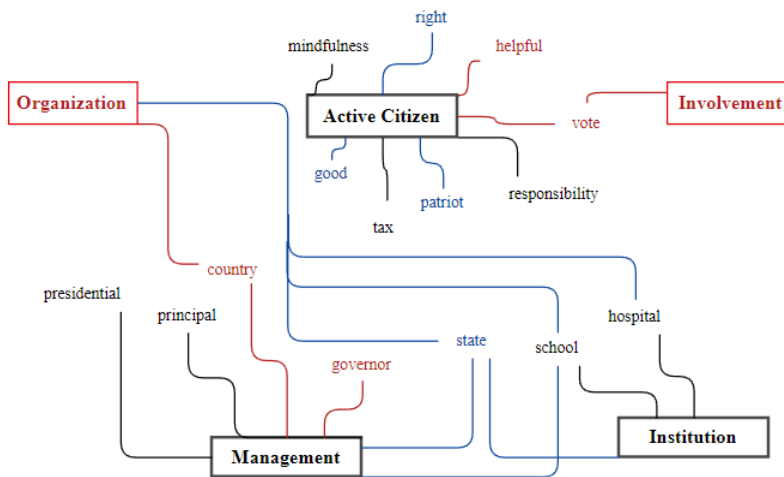 right
mindfulness
helpful
Organization
Active Citizen
Involvement
vote
good
patriot
responsibility
tax
country
presidential
principal
hospital
state
school
governor
Management
Institution